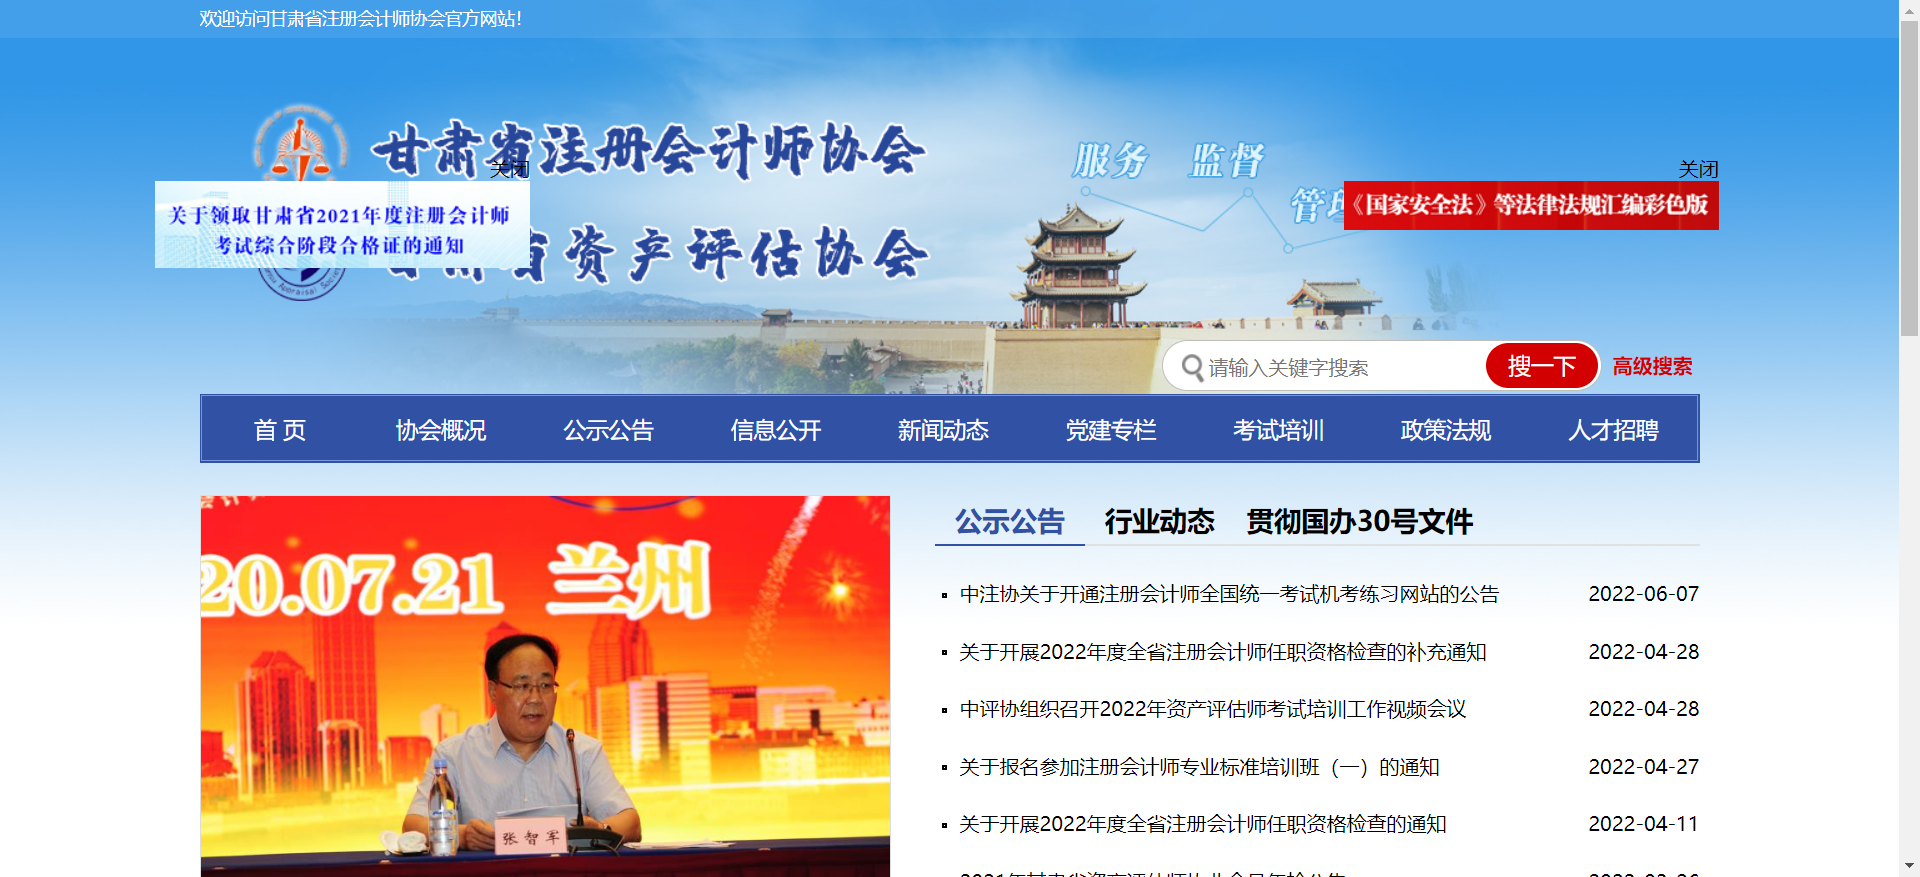 欢迎访问甘肃省注册会计师协会官方网站!
甘肃省注册会计师协会
服务 监督
关闭
关闭
关于领取甘肃省2021年度注册会计师
考试综合阶段合格证的通知
管理
《国家安全法》等法律法规汇编彩色版
甘肃省资产评估协会
Appraisal
请输入关键字搜索
搜一下
高级搜索
首 页
协会概况
公示公告
信息公开
新闻动态
党建专栏
考试培训
政策法规
人才招聘
20.07.21 兰州
张智军
公示公告
行业动态
贯彻国办30号文件
中注协关于开通注册会计师全国统一考试机考练习网站的公告 2022-06-07
关于开展2022年度全省注册会计师任职资格检查的补充通知 2022-04-28
中评协组织召开2022年资产评估师考试培训工作视频会议 2022-04-28
关于报名参加注册会计师专业标准培训班（一）的通知 2022-04-27
关于开展2022年度全省注册会计师任职资格检查的通知 2022-04-11